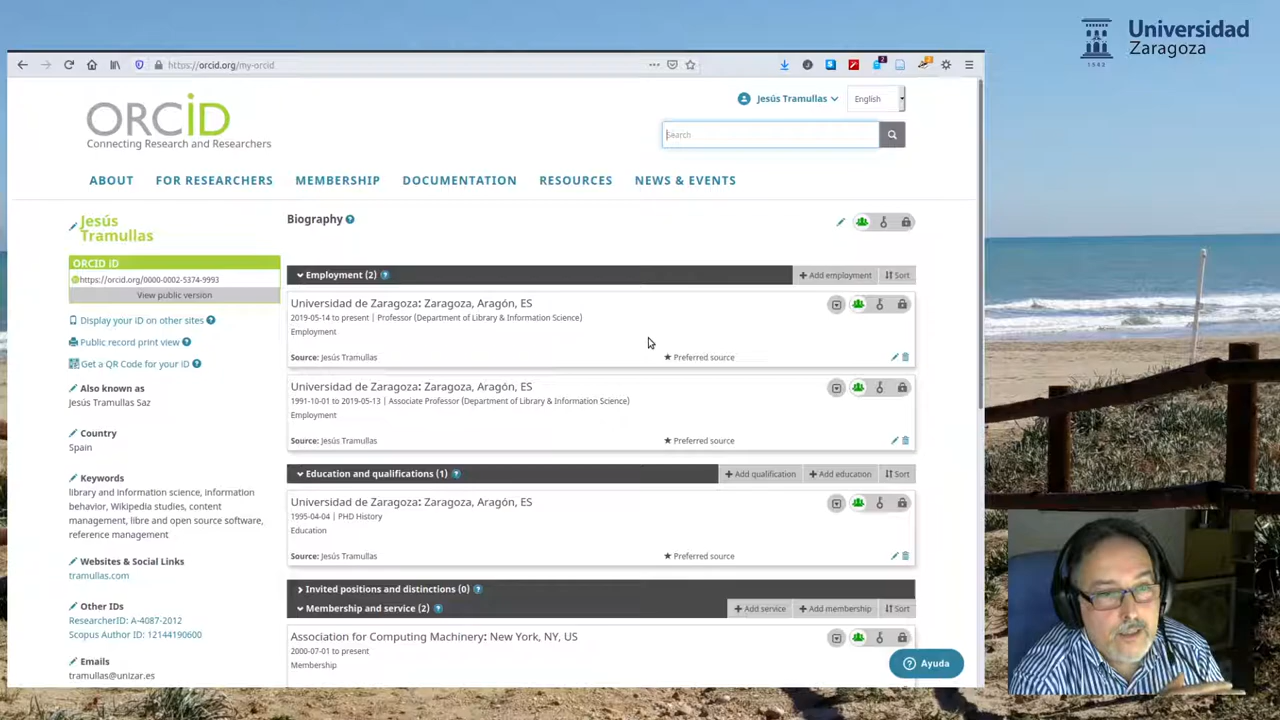 Universidad
Zaragoza
1542
https://orcid.org/my-orcid
2
ORCID
Connecting Research and Researchers
Jesús Tramullas
English
Search
ABOUT
FOR RESEARCHERS
MEMBERSHIP
DOCUMENTATION
RESOURCES
NEWS & EVENTS
Jesús
Tramullas
ORCID iD
https://orcid.org/0000-0002-5374-9993
View public version
Display your iD on other sites
Public record print view
Get a QR Code for your iD
Also known as
Jesús Tramullas Saz
Country
Spain
Keywords
library and information science, information
behavior, Wikipedia studies, content
management, libre and open source software,
reference management
Websites & Social Links
tramullas.com
Other IDs
ResearcherID: A-4087-2012
Scopus Author ID: 12144190600
Emails
tramullas@unizar.es
Biography
Employment (2)
Add employment
Sort
Universidad de Zaragoza: Zaragoza, Aragón, ES
2019-05-14 to present | Professor (Department of Library & Information Science)
Employment
Source: Jesús Tramullas
Preferred source
Universidad de Zaragoza: Zaragoza, Aragón, ES
1991-10-01 to 2019-05-13 | Associate Professor (Department of Library & Information Science)
Employment
Source: Jesús Tramullas
Preferred source
Education and qualifications (1)
Add qualification
Add education
Sort
Universidad de Zaragoza: Zaragoza, Aragón, ES
1995-04-04 | PHD History
Education
Source: Jesús Tramullas
Preferred source
Invited positions and distinctions (0)
Membership and service (2)
Add service
Add membership
Sort
Association for Computing Machinery: New York, NY, US
2000-07-01 to present
Membership
Ayuda